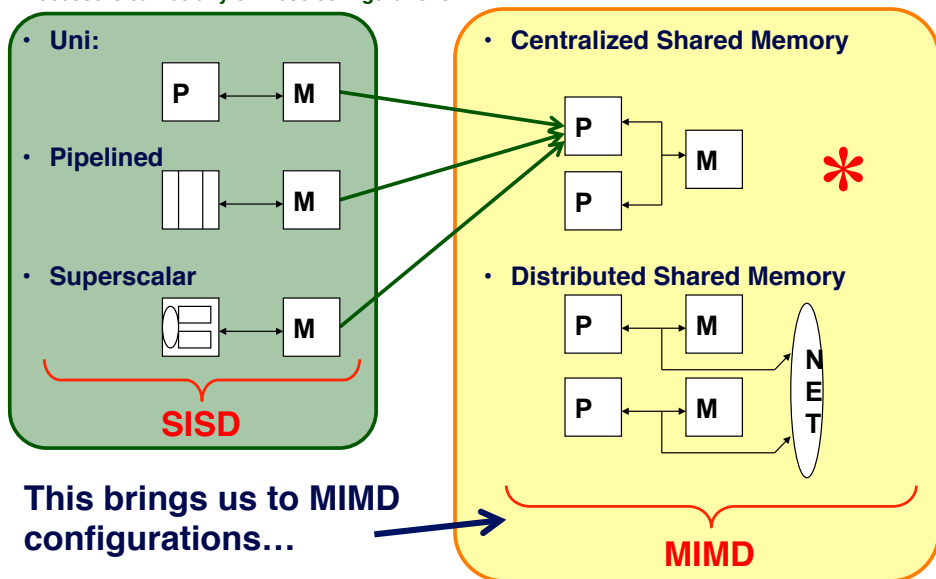 • Uni:
P
M
• Pipelined
M
• Superscalar
M
SISD
• Centralized Shared Memory
P
M
P
*
• Distributed Shared Memory
P
M
P
M
N
E
T
MIMD
This brings us to MIMD
configurations…